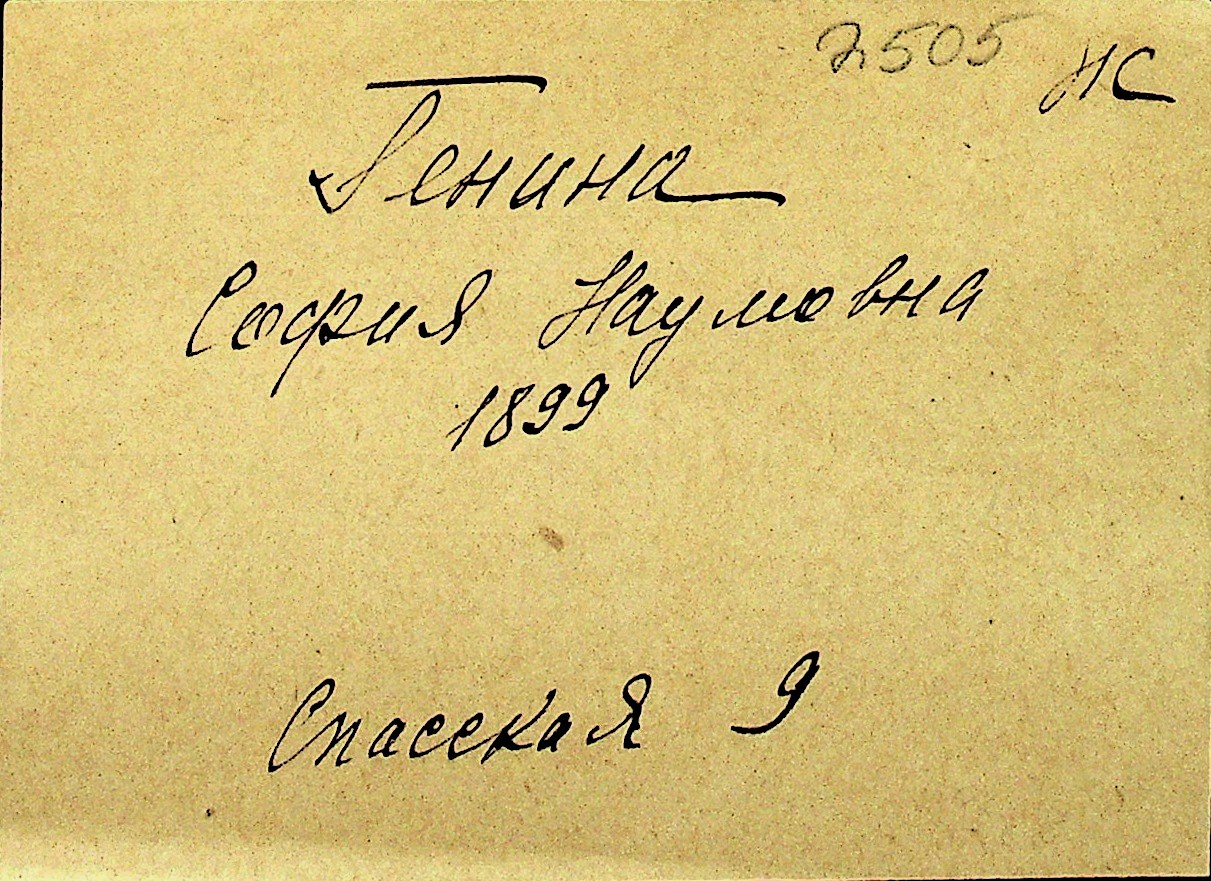 2505 НС
Генина
София Наумовна
1899
Спасская 9